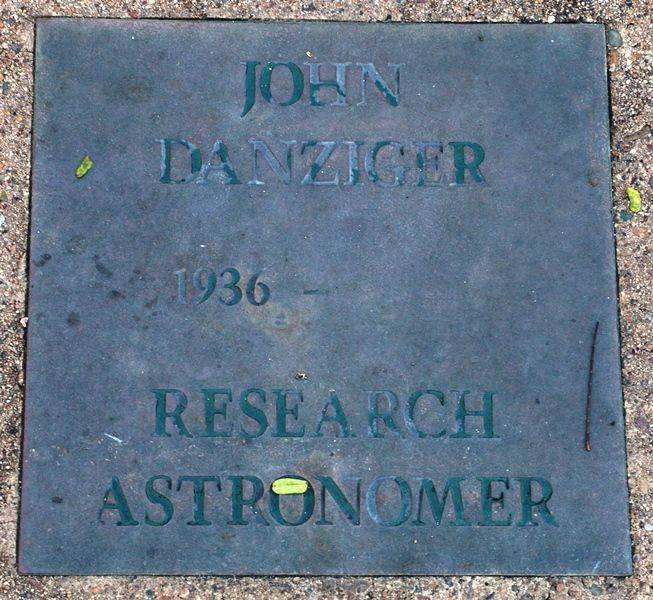 JOHN
DANZIGER
1936 –
RESEARCH
ASTRONOMER